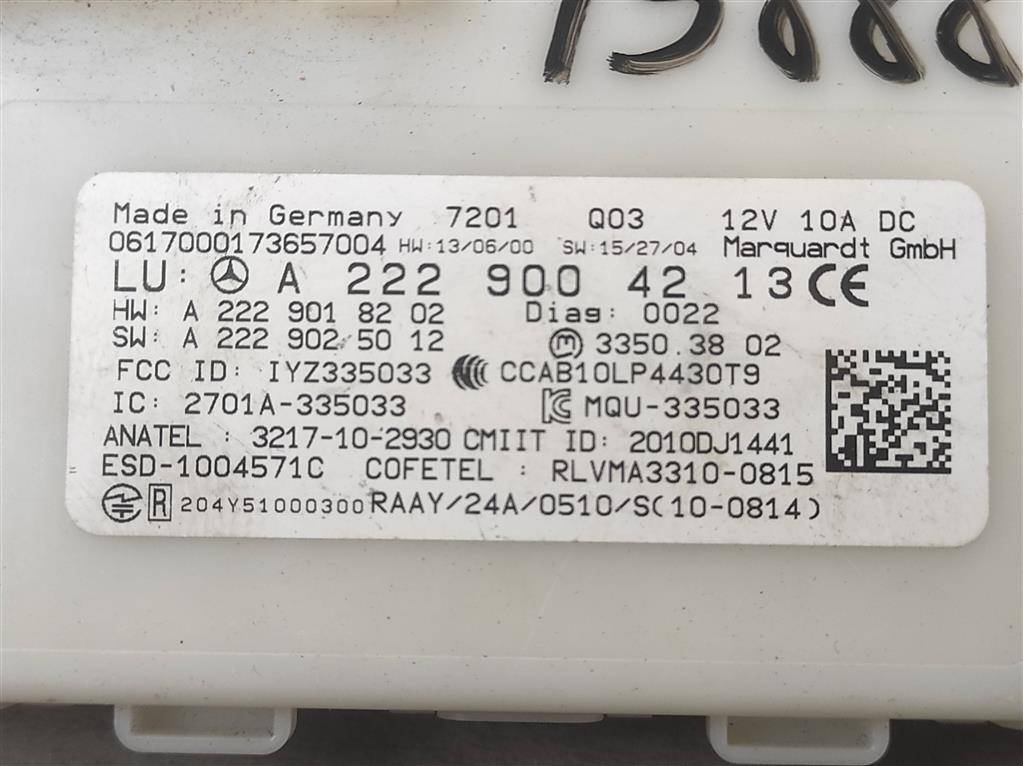 15888
Made in Germany 7201 Q03 12V 10A DC
0617000173657004 HW:13/06/00 SW:15/27/04 Marquardt GmbH
LU: A 222 900 42 13 CE
HW: A 222 901 82 02 Diag: 0022
SW: A 222 902 50 12 m 3350.3802
FCC ID: IYZ335033 CCAB10LP4430T9
IC: 2701A-335033 MQU-335033
ANATEL : 3217-10-2930 CMIIT ID: 2010DJ1441
ESD-1004571C COFETEL : RLVMA3310-0815
R 204Y51000300 RAAY/24A/0510/S(10-0814)